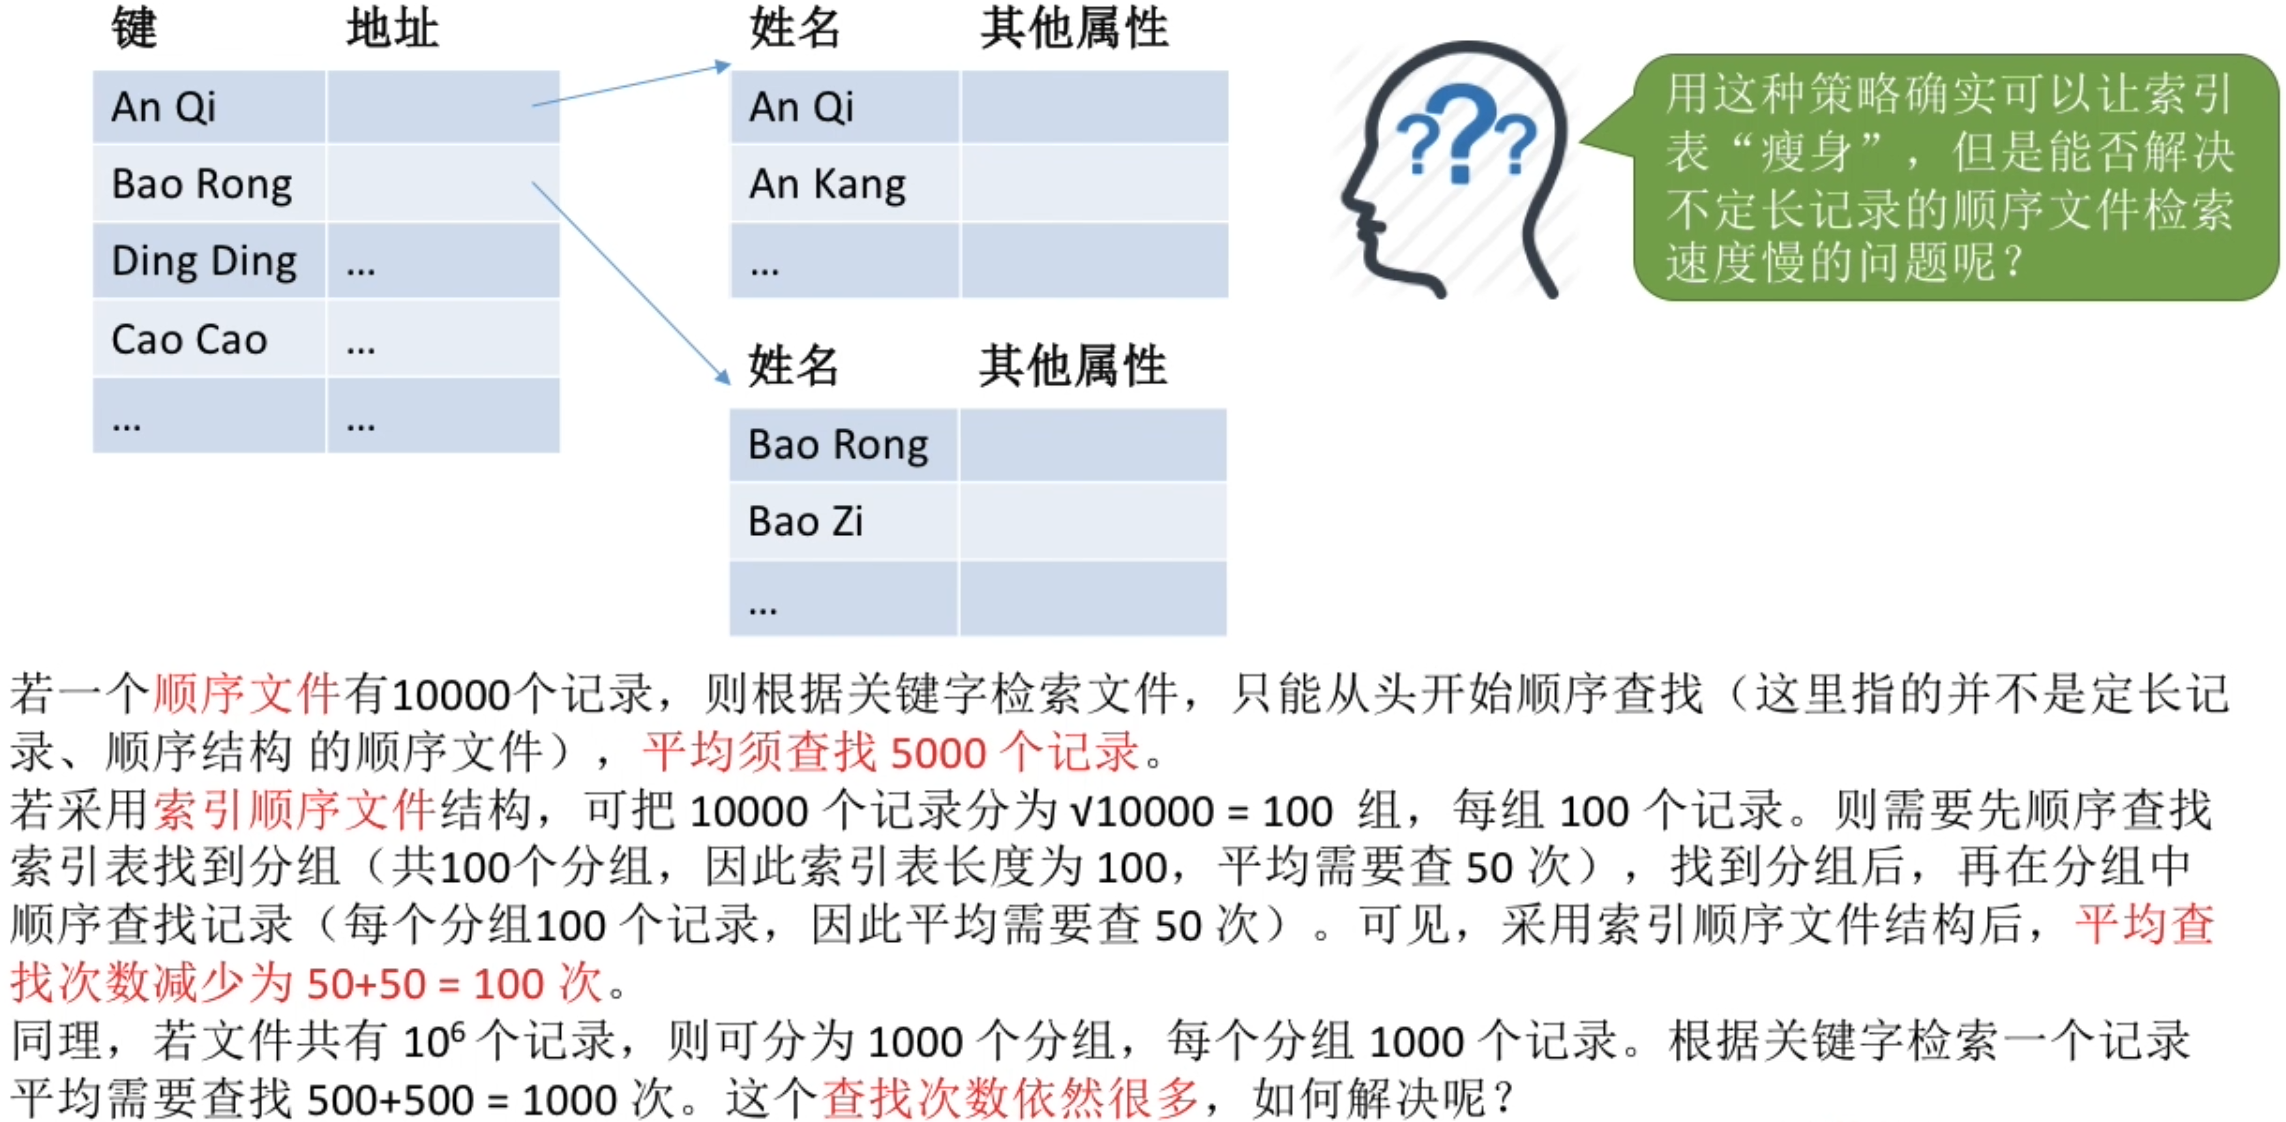 键 地址
An Qi
Bao Rong
Ding Ding ...
Cao Cao ...
... ...
姓名 其他属性
An Qi
An Kang
...
姓名 其他属性
Bao Rong
Bao Zi
...
???
用这种策略确实可以让索引
表“瘦身”，但是能否解决
不定长记录的顺序文件检索
速度慢的问题呢？
若一个顺序文件有10000个记录，则根据关键字检索文件，只能从头开始顺序查找（这里指的并不是定长记
录、顺序结构 的顺序文件），平均须查找 5000 个记录。
若采用索引顺序文件结构，可把 10000 个记录分为 √10000 = 100 组，每组 100 个记录。则需要先顺序查找
索引表找到分组（共100个分组，因此索引表长度为 100，平均需要查 50 次），找到分组后，再在分组中
顺序查找记录（每个分组100 个记录，因此平均需要查 50 次）。可见，采用索引顺序文件结构后，平均查
找次数减少为 50+50 = 100 次。
同理，若文件共有 10⁶ 个记录，则可分为 1000 个分组，每个分组 1000 个记录。根据关键字检索一个记录
平均需要查找 500+500 = 1000 次。这个查找次数依然很多，如何解决呢？